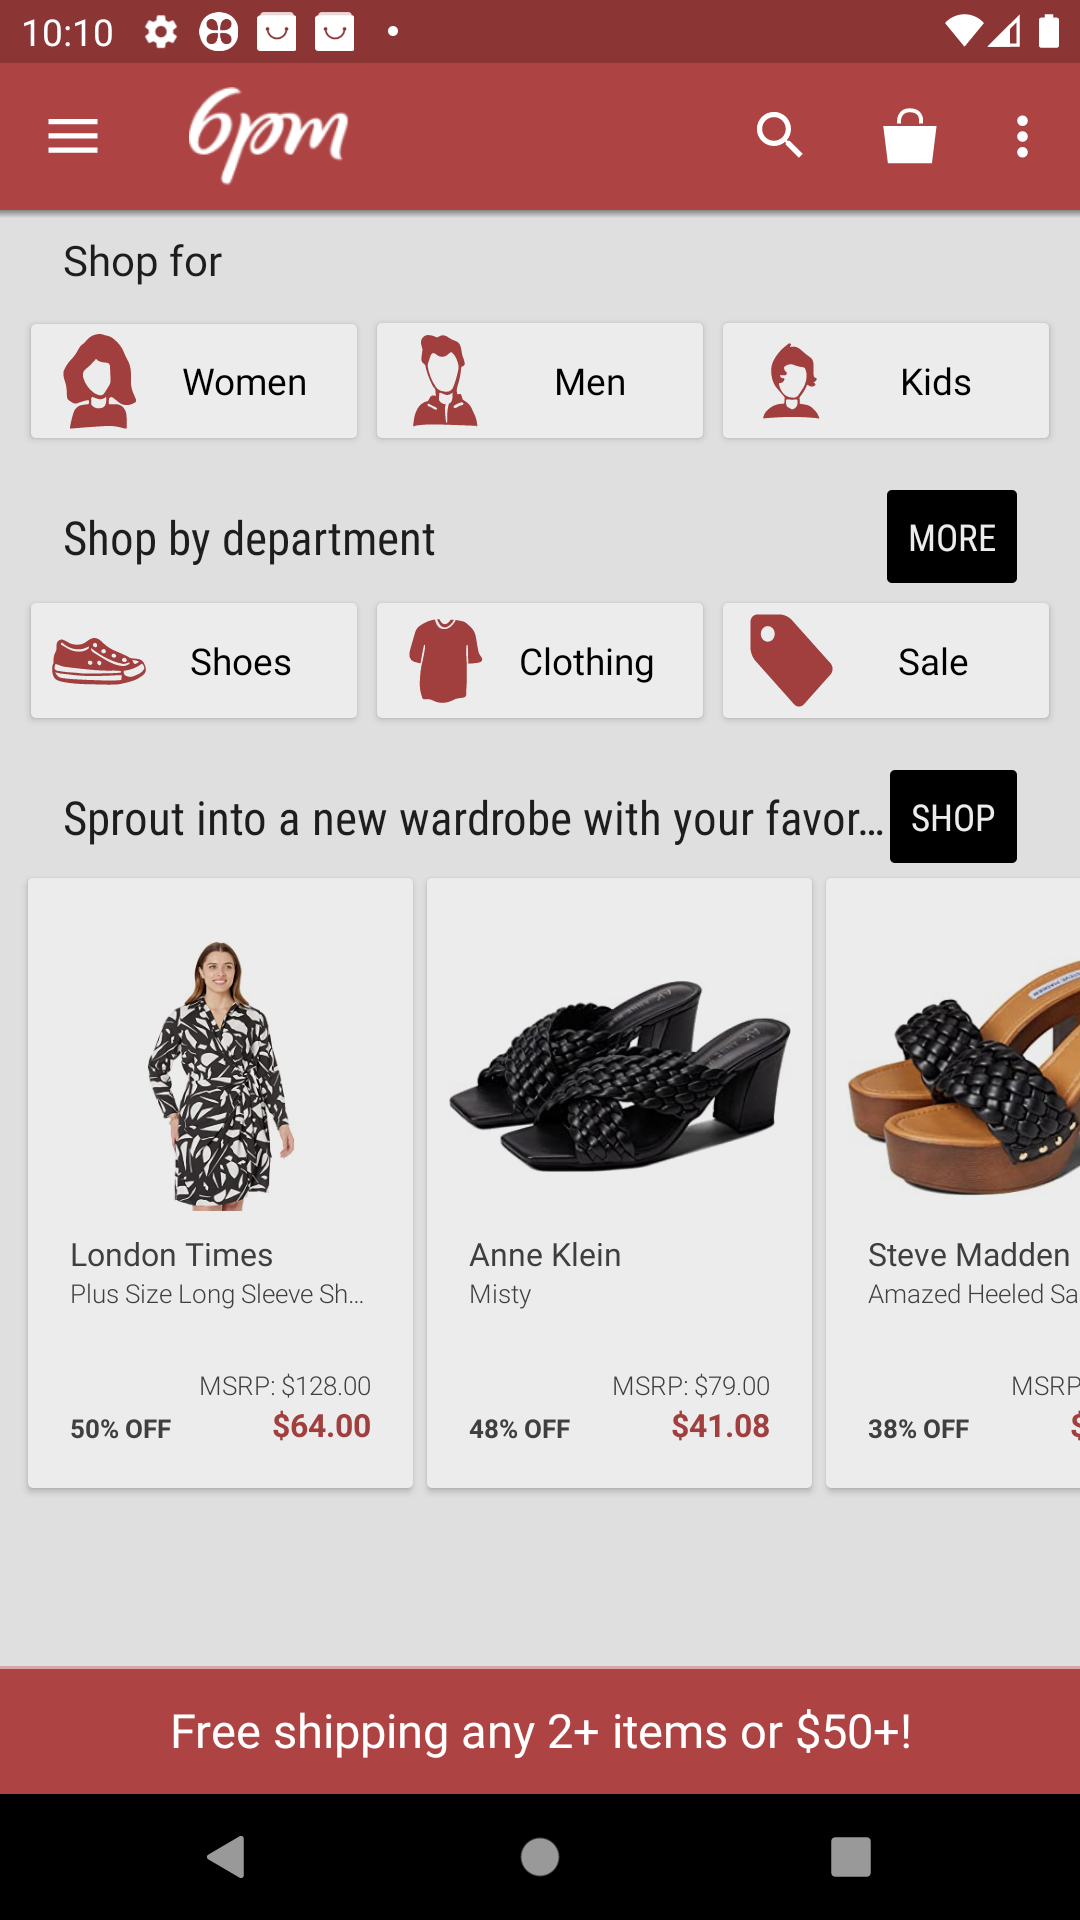 10:10
6pm
Shop for
Women
Men
Kids
Shop by department
MORE
Shoes
Clothing
Sale
Sprout into a new wardrobe with your favor...
SHOP
London Times
Plus Size Long Sleeve Sh...
MSRP: $128.00
50% OFF
$64.00
Anne Klein
Misty
MSRP: $79.00
48% OFF
$41.08
STEVE MADDEN
Steve Madden
Amazed Heeled Sa
MSRP
38% OFF
$
Free shipping any 2+ items or $50+!